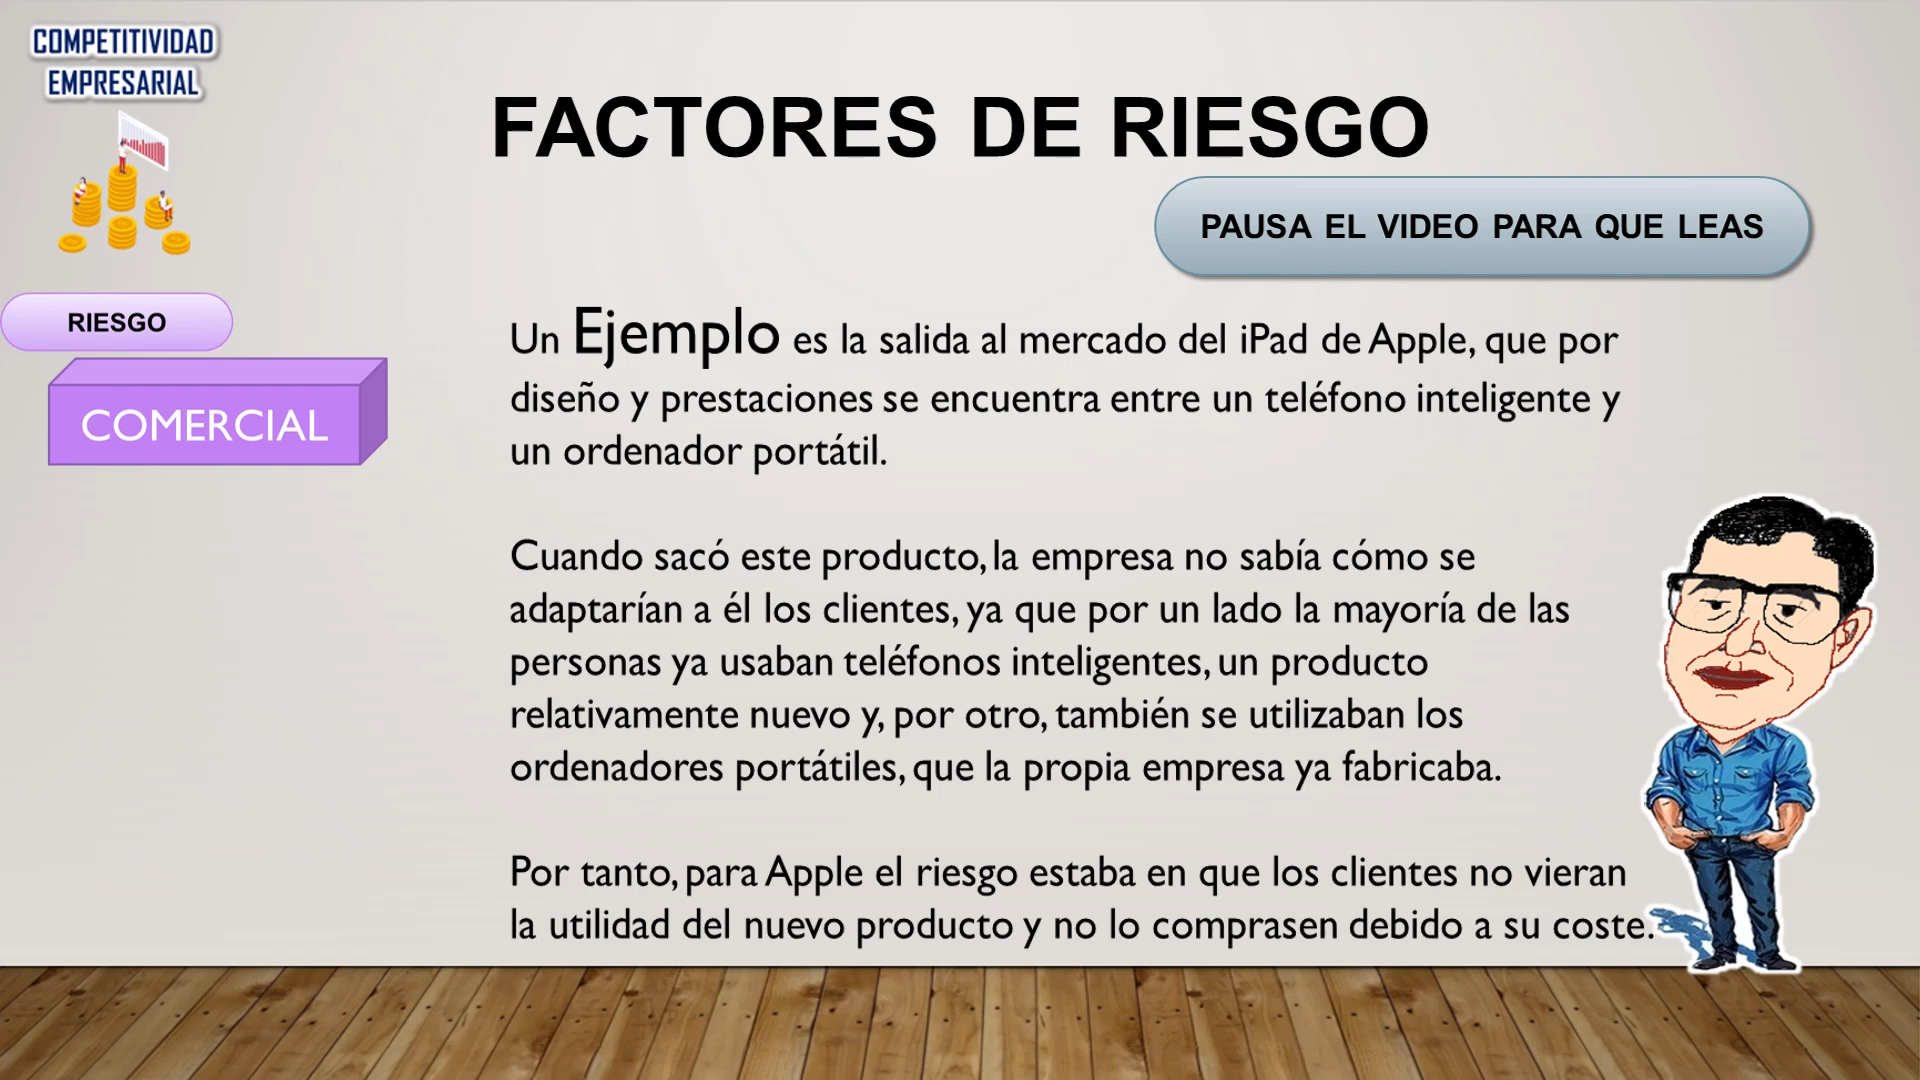 COMPETITIVIDAD
EMPRESARIAL
FACTORES DE RIESGO
PAUSA EL VIDEO PARA QUE LEAS
RIESGO
COMERCIAL
Un Ejemplo es la salida al mercado del iPad de Apple, que por
diseño y prestaciones se encuentra entre un teléfono inteligente y
un ordenador portátil.
Cuando sacó este producto, la empresa no sabía cómo se
adaptarían a él los clientes, ya que por un lado la mayoría de las
personas ya usaban teléfonos inteligentes, un producto
relativamente nuevo y, por otro, también se utilizaban los
ordenadores portátiles, que la propia empresa ya fabricaba.
Por tanto, para Apple el riesgo estaba en que los clientes no vieran
la utilidad del nuevo producto y no lo comprasen debido a su coste.